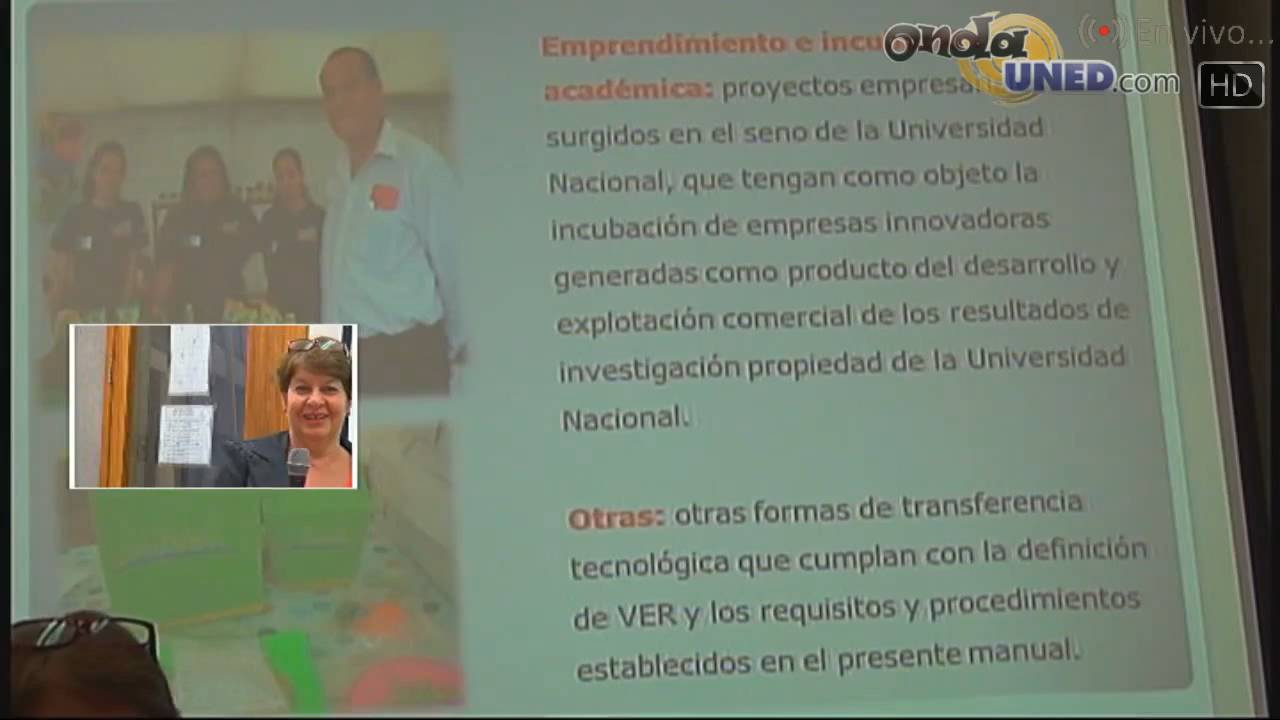 Emprendimiento e incu
académica: proyectos empresa
surgidos en el seno de la Universidad
Nacional, que tengan como objeto la
incubación de empresas innovadoras
generadas como producto del desarrollo y
explotación comercial de los resultados de
investigación propiedad de la Universidad
Nacional.
Otras: otras formas de transferencia
tecnológica que cumplan con la definición
de VER y los requisitos y procedimientos
establecidos en el presente manual.
onda
UNED.com
En vivo...
HD